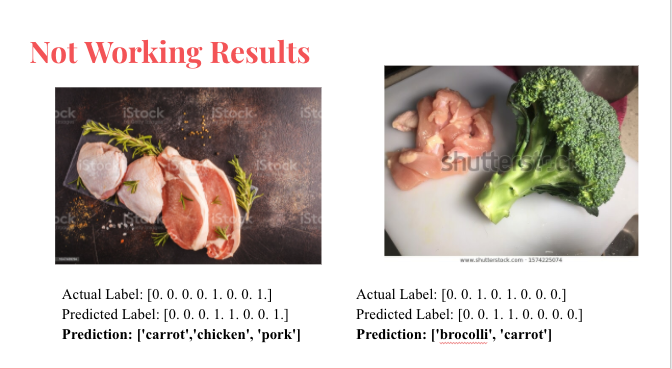 Not Working Results
iStock
iStock
iStock
iStock
iStock
iStock
shutterstock
www.shutterstock.com · 1574225074
Actual Label: [0. 0. 0. 0. 1. 0. 0. 1.]
Predicted Label: [0. 0. 0. 1. 1. 0. 0. 1.]
Prediction: ['carrot','chicken', 'pork']
Actual Label: [0. 0. 1. 0. 1. 0. 0. 0.]
Predicted Label: [0. 0. 1. 1. 0. 0. 0. 0.]
Prediction: ['brocolli', 'carrot']